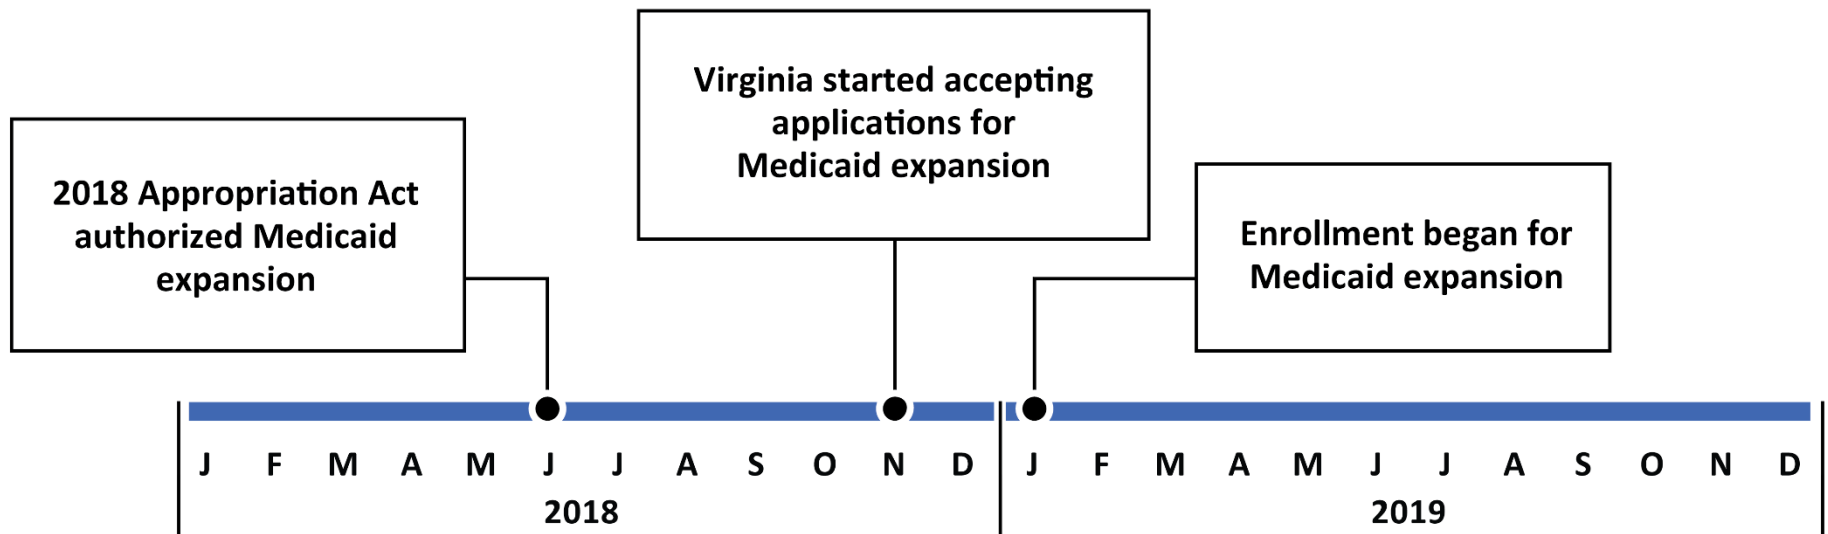 2018 Appropriation Act
authorized Medicaid
expansion
Virginia started accepting
applications for
Medicaid expansion
Enrollment began for
Medicaid expansion
J F M A M J J A S O N D J F M A M J J A S O N D
2018 2019